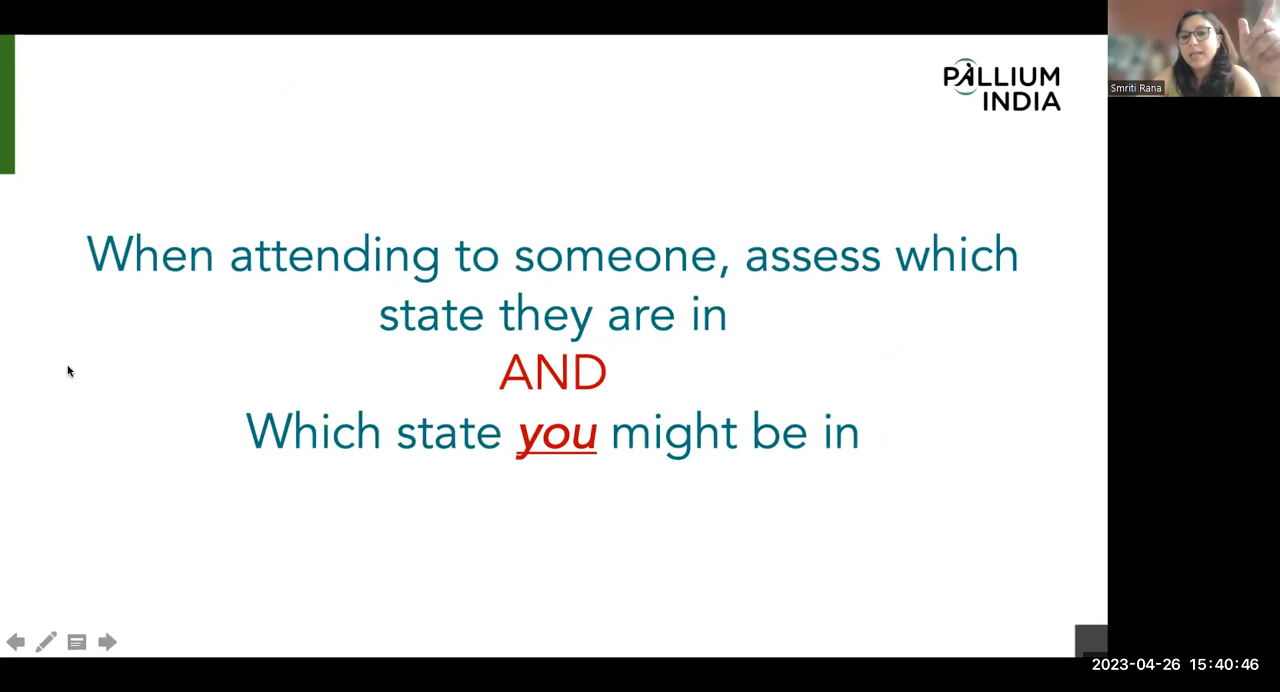 PALLIUM
INDIA
Smriti Rana
When attending to someone, assess which
state they are in
AND
Which state you might be in
2023-04-26 15:40:46